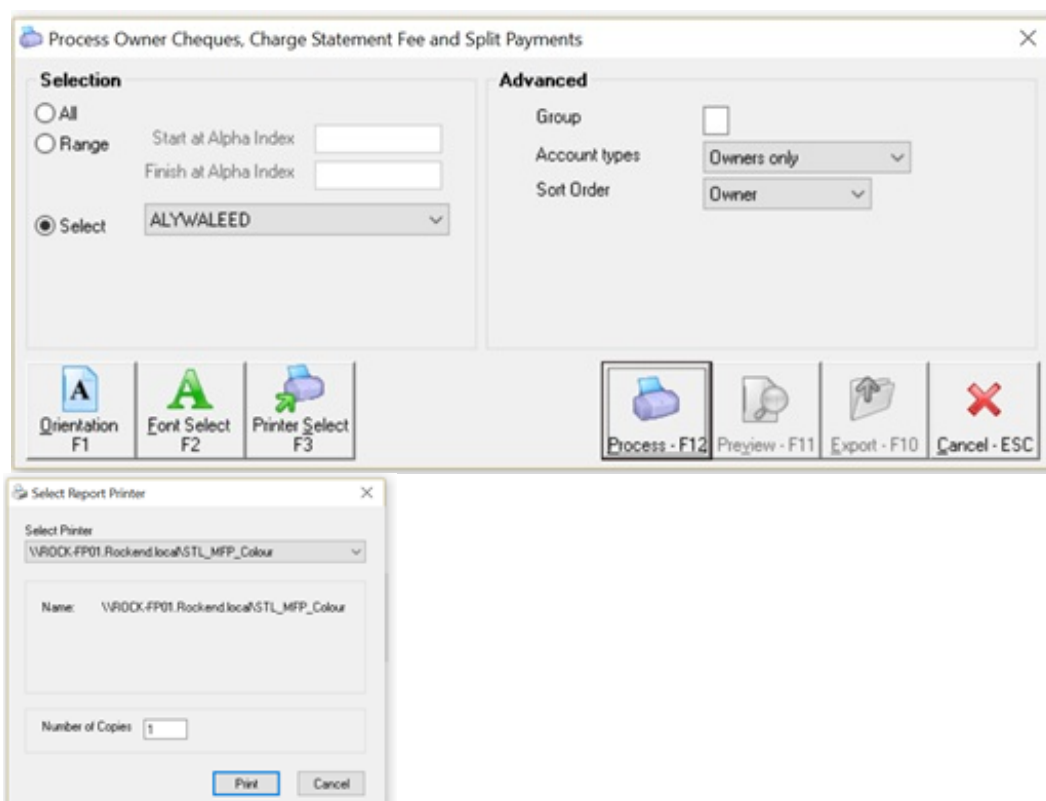 Process Owner Cheques, Charge Statement Fee and Split Payments
Selection
All
Range
Start at Alpha Index
Finish at Alpha Index
Select
ALYWALEED
Advanced
Group
Account types
Owners only
Sort Order
Owner
A
Orientation
F1
A
Font Select
F2
Printer Select
F3
Process - F12
Preview - F11
Export - F10
Cancel - ESC
Select Report Printer
Select Printer
\\ROCK-FP01.Rockend.local\STL_MFP_Colour
Name: \\ROCK-FP01.Rockend.local\STL_MFP_Colour
Number of Copies 1
Print
Cancel